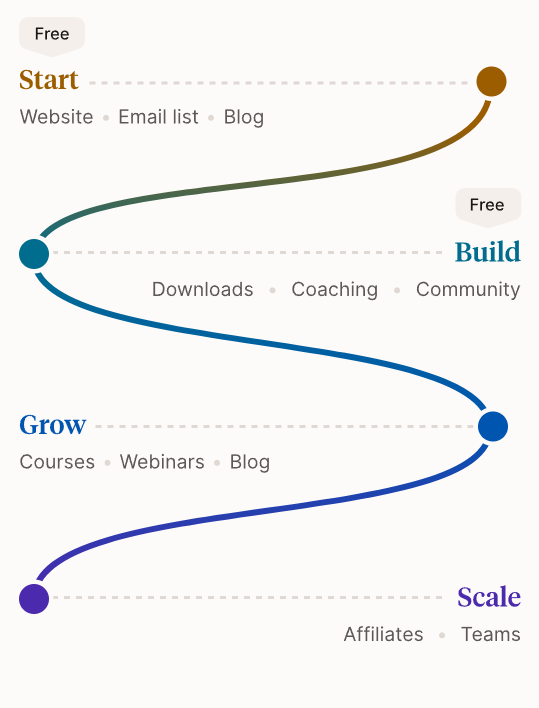 Free
Start
Website • Email list • Blog
Free
Build
Downloads • Coaching • Community
Grow
Courses • Webinars • Blog
Scale
Affiliates • Teams